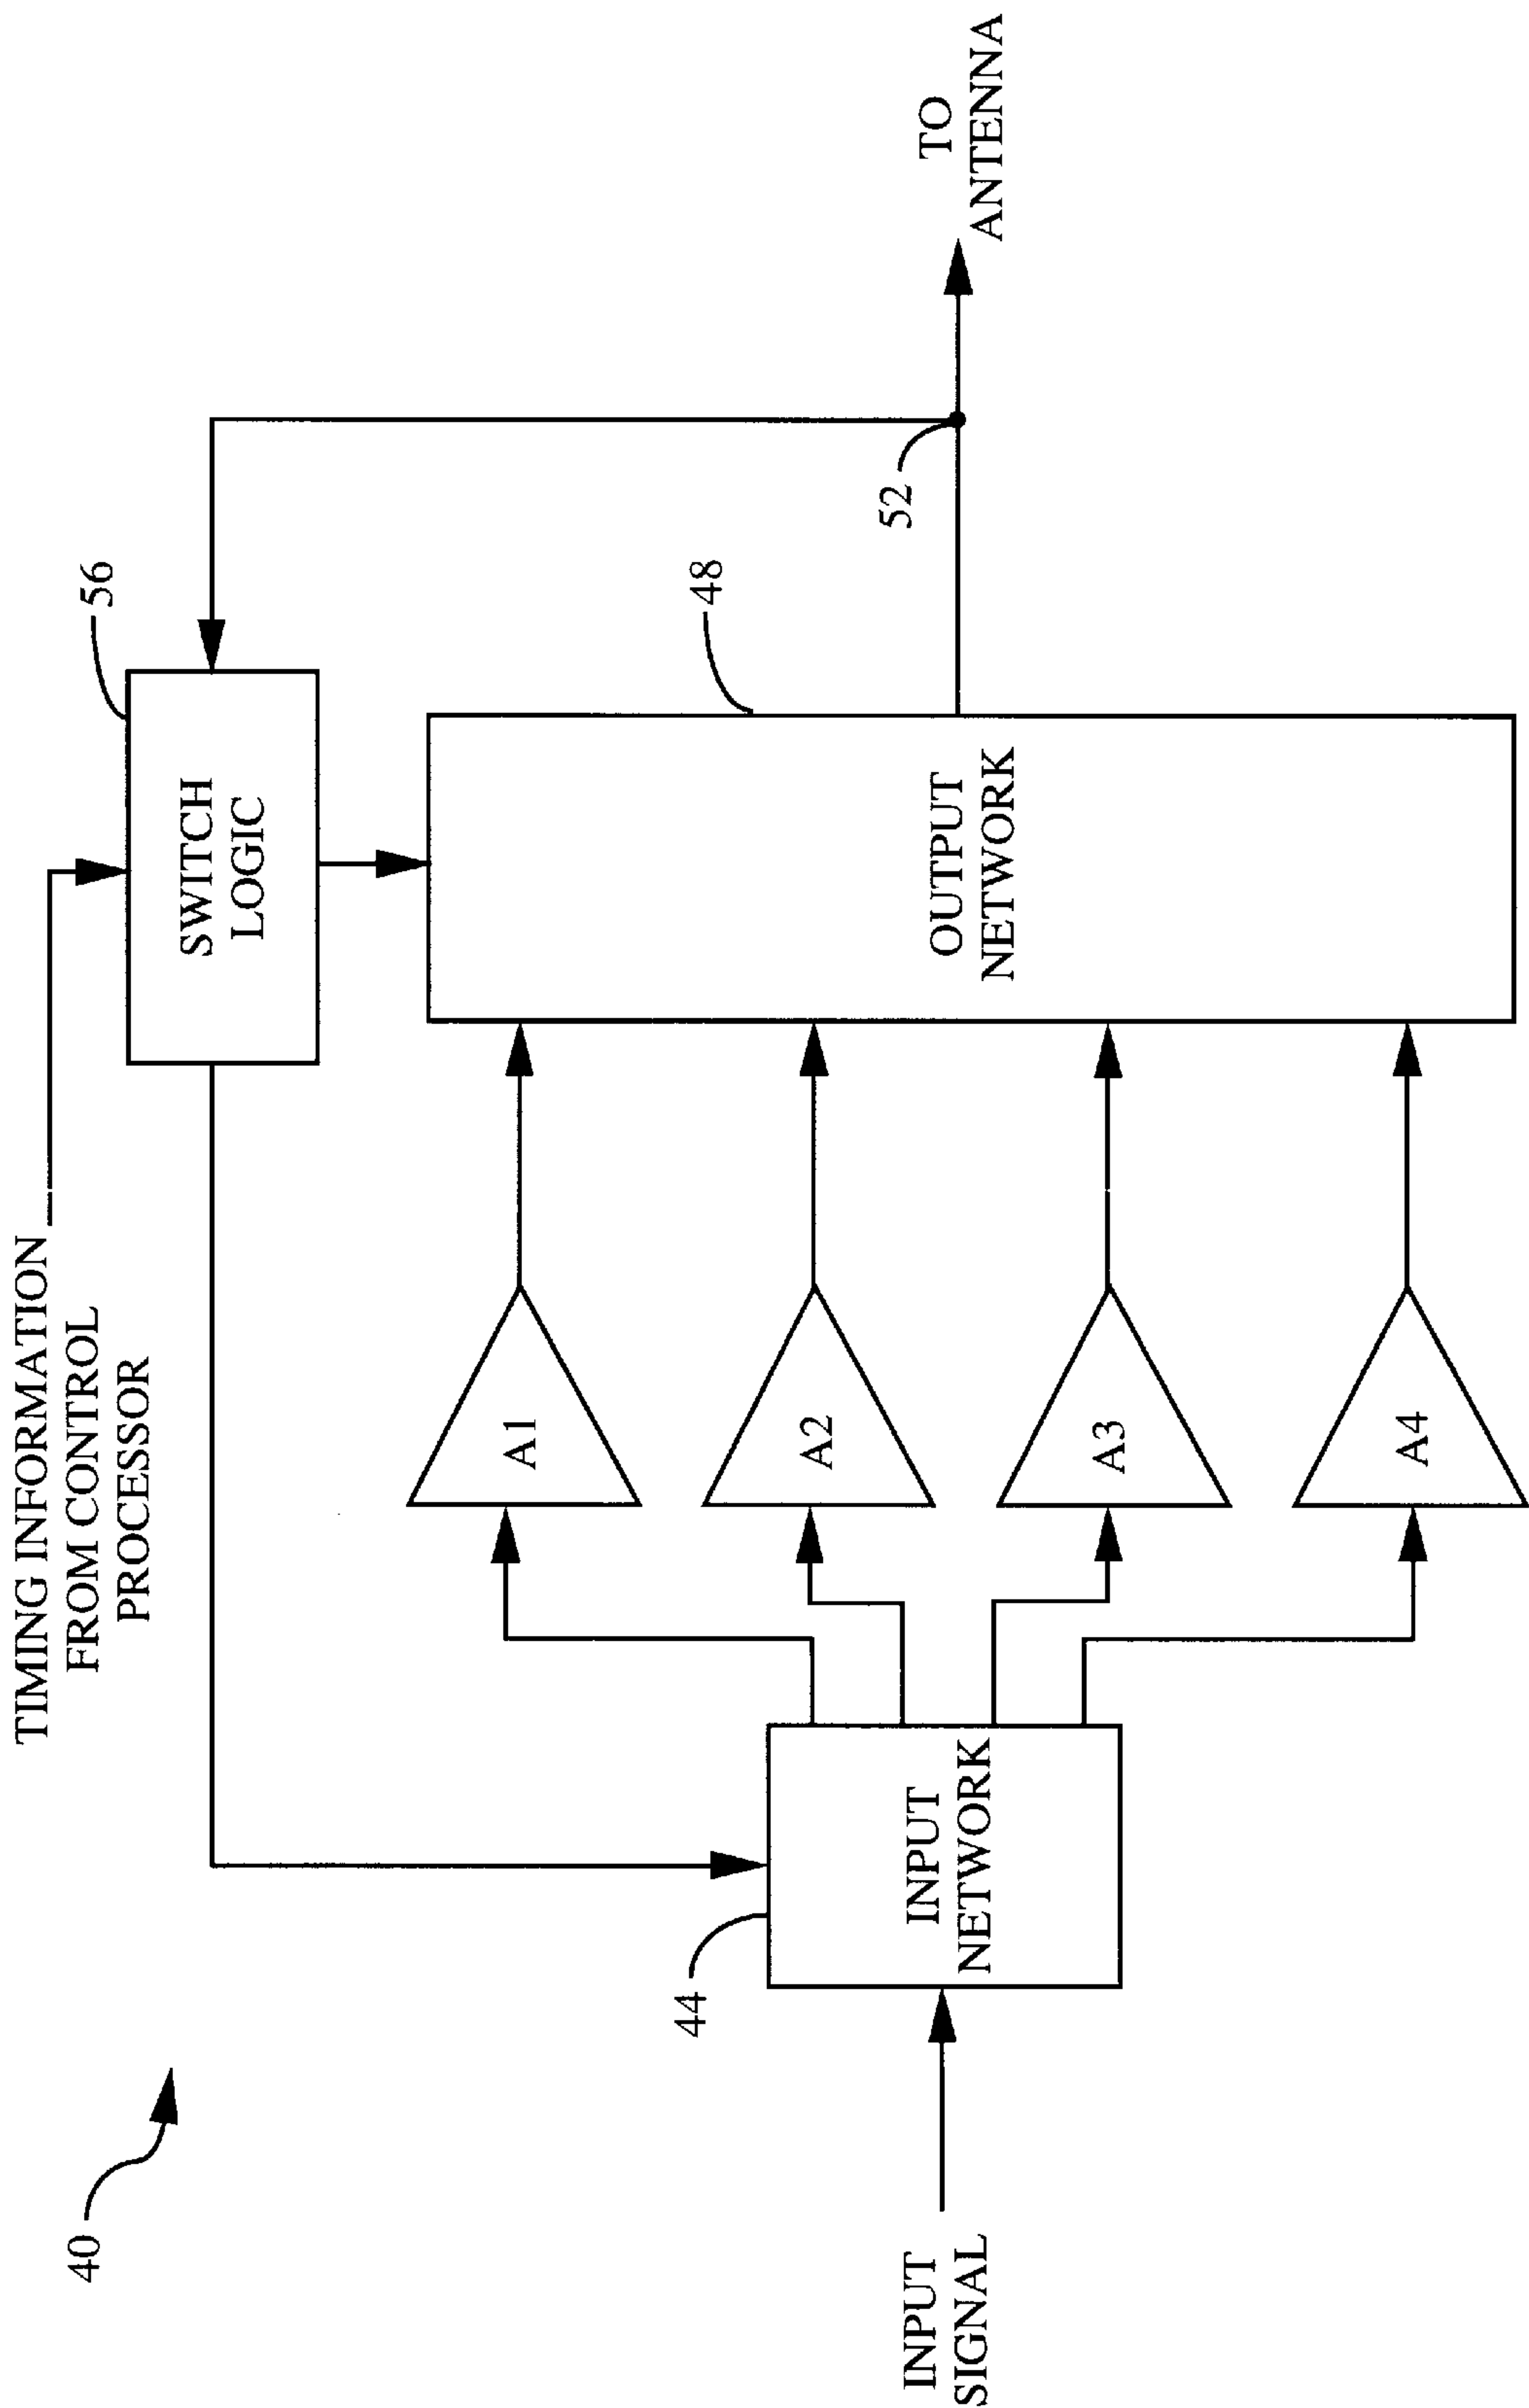 TIMING INFORMATION
FROM CONTROL
PROCESSOR
40
56
SWITCH
LOGIC
INPUT
SIGNAL
44
INPUT
NETWORK
A1
A2
A3
A4
48
OUTPUT
NETWORK
52
TO
ANTENNA